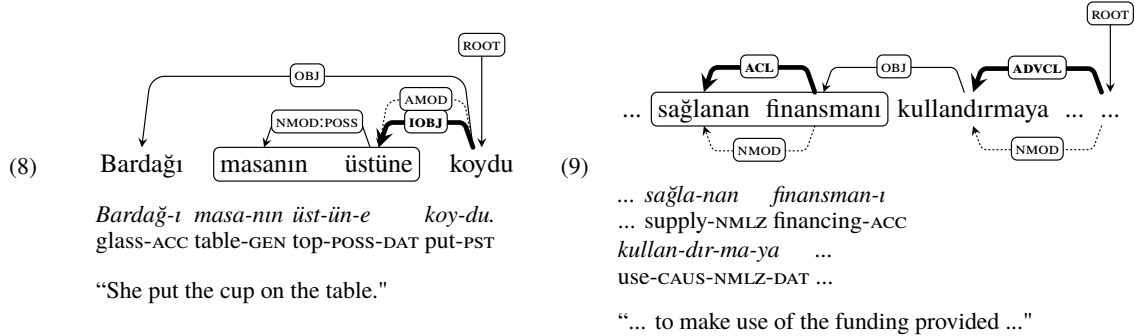 (8)
ROOT
OBJ
AMOD
NMOD:POSS
IOBJ
Bardağı masanın üstüne koydu
Bardağ-ı masa-nın üst-ün-e koy-du.
glass-ACC table-GEN top-POSS-DAT put-PST
“She put the cup on the table."
(9)
ROOT
ACL
OBJ
ADVCL
... sağlanan finansmanı kullandırmaya ... ...
NMOD
NMOD
... sağla-nan finansman-ı
... supply-NMLZ financing-ACC
kullan-dır-ma-ya ...
use-CAUS-NMLZ-DAT ...
“... to make use of the funding provided ..."